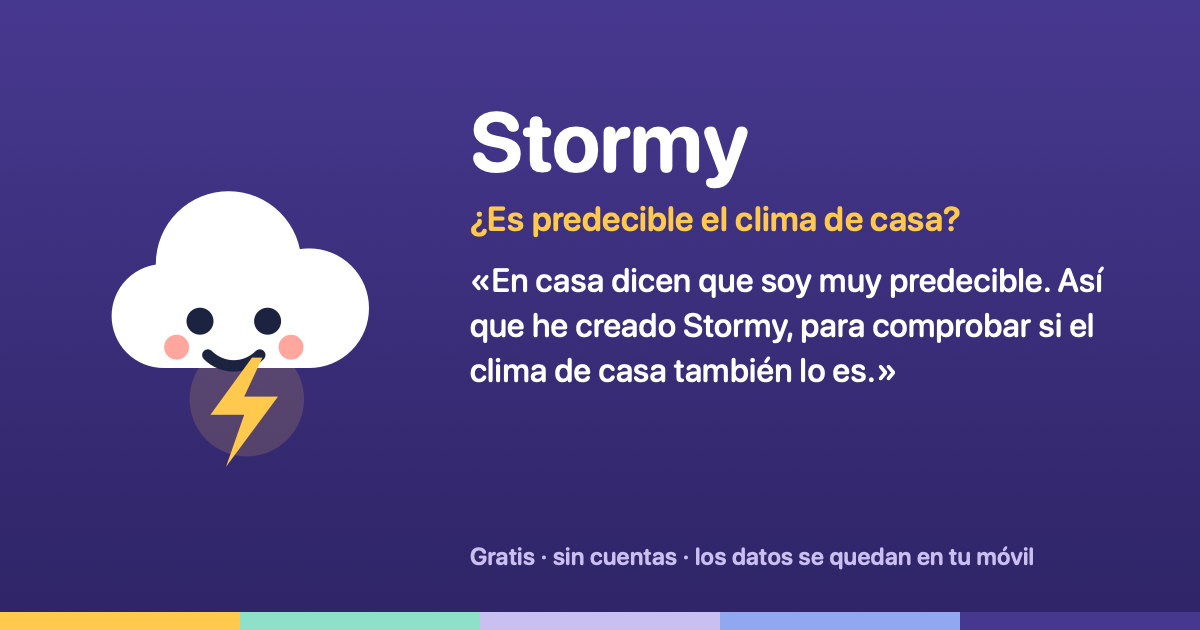 Stormy
¿Es predecible el clima de casa?
«En casa dicen que soy muy predecible. Así
que he creado Stormy, para comprobar si el
clima de casa también lo es.»
Gratis · sin cuentas · los datos se quedan en tu móvil